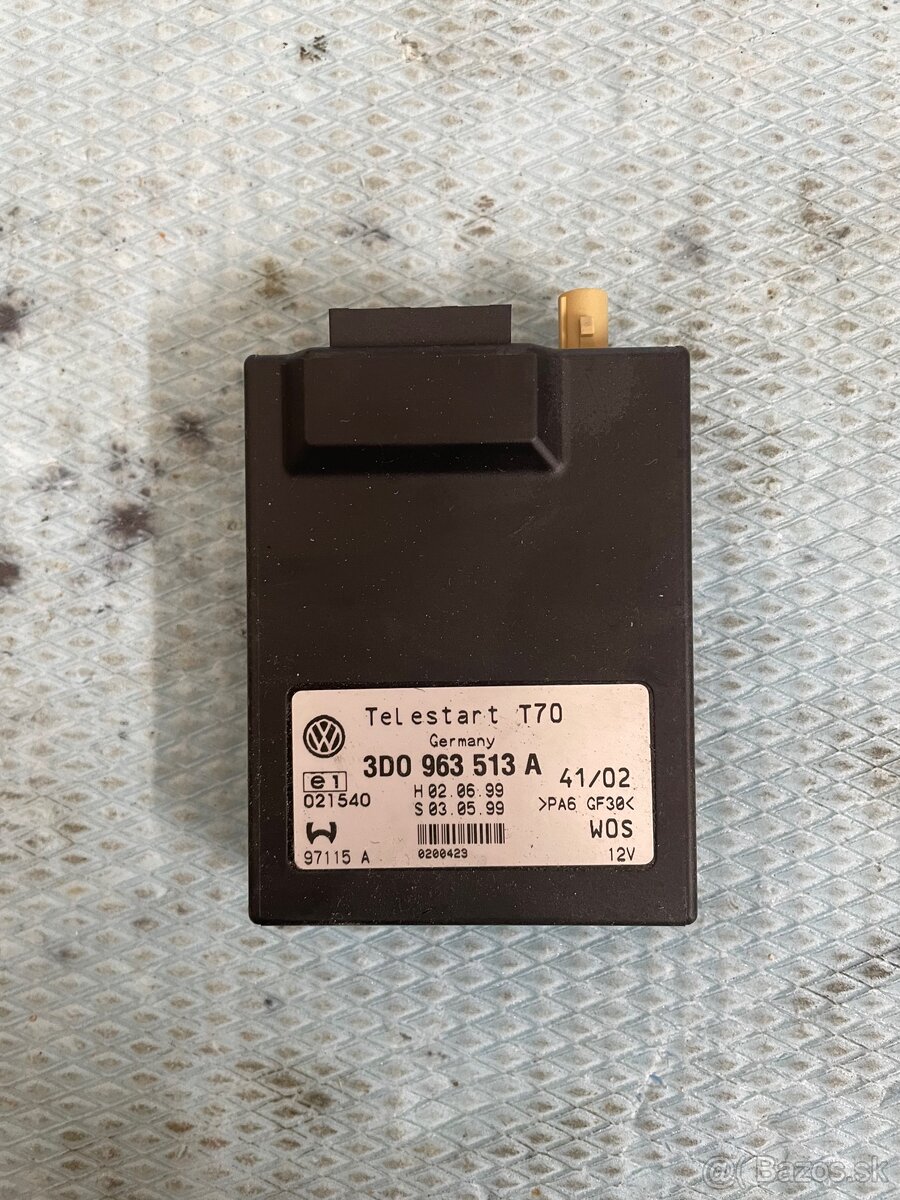 Telestart T70
Germany
3D0 963 513 A
41/02
e1
021540
H 02.06.99
S 03.05.99
>PA6 GF30<
WOS
97115 A
0200423
12V
@ Bazos.sk